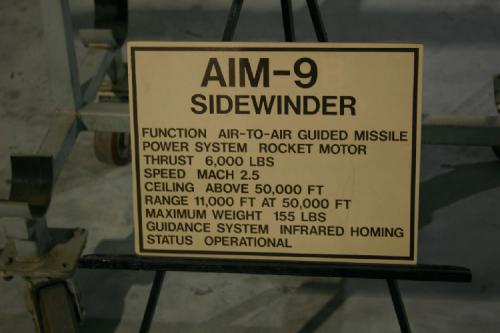 AIM-9
SIDEWINDER
FUNCTION AIR-TO-AIR GUIDED MISSILE
POWER SYSTEM ROCKET MOTOR
THRUST 6,000 LBS
SPEED MACH 2.5
CEILING ABOVE 50,000 FT
RANGE 11,000 FT AT 50,000 FT
MAXIMUM WEIGHT 155 LBS
GUIDANCE SYSTEM INFRARED HOMING
STATUS OPERATIONAL